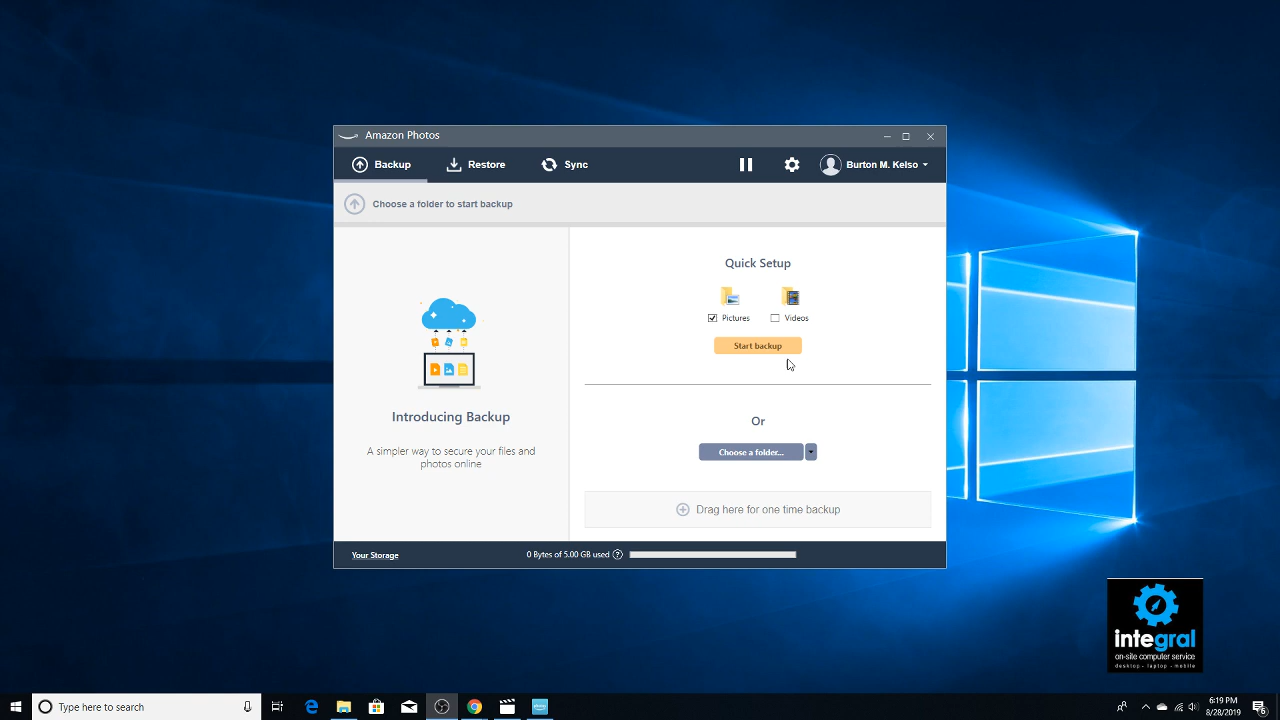 Amazon Photos
Backup
Restore
Sync
Burton M. Kelso
Choose a folder to start backup
Quick Setup
Pictures
Videos
Start backup
Introducing Backup
A simpler way to secure your files and
photos online
Or
Choose a folder...
Drag here for one time backup
Your Storage
0 Bytes of 5.00 GB used
integral
on-site computer service
desktop - laptop - mobile
Type here to search
6:19 PM
8/28/2019